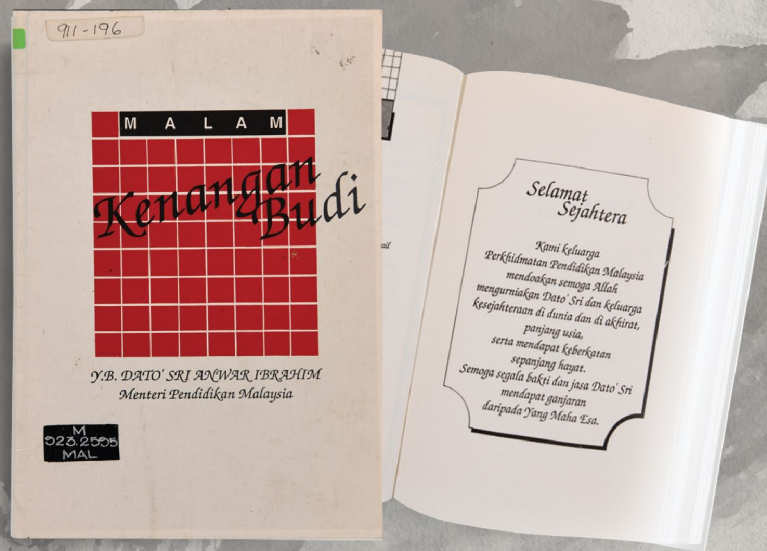 911-196
MALAM
Kenangan
Budi
Y.B. DATO' SRI ANWAR IBRAHIM
Menteri Pendidikan Malaysia
M
923.2595
MAL
Selamat
Sejahtera
Kami keluarga
Perkhidmatan Pendidikan Malaysia
mendoakan semoga Allah
mengurniakan Dato' Sri dan keluarga
kesejahteraan di dunia dan di akhirat,
panjang usia,
serta mendapat keberkatan
sepanjang hayat.
Semoga segala bakti dan jasa Dato' Sri
mendapat ganjaran
daripada Yang Maha Esa.